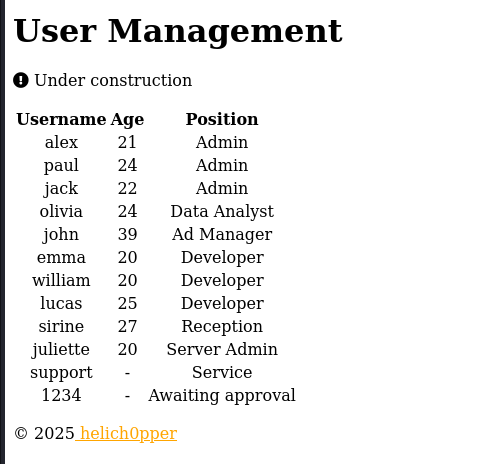 User Management
Under construction
Username Age Position
alex 21 Admin
paul 24 Admin
jack 22 Admin
olivia 24 Data Analyst
john 39 Ad Manager
emma 20 Developer
william 20 Developer
lucas 25 Developer
sirine 27 Reception
juliette 20 Server Admin
support - Service
1234 - Awaiting approval
© 2025 helich0pper